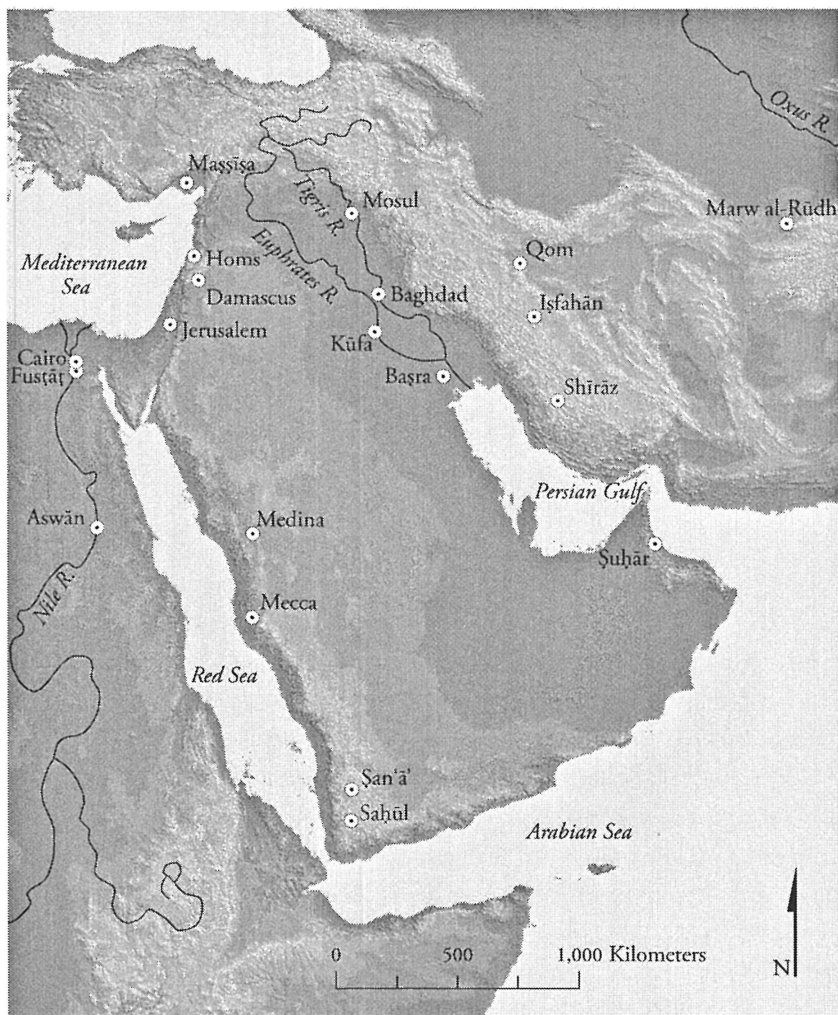 Oxus R.
Maṣṣīṣa
Tigris R.
Mosul
Marw al-Rūdh
Mediterranean
Sea
Homs
Euphrates R.
Qom
Damascus
Baghdad
Iṣfahān
Jerusalem
Kūfa
Cairo
Fusṭāṭ
Baṣra
Shīrāz
Persian Gulf
Aswān
Medina
Ṣuḥār
Nile R.
Mecca
Red Sea
Ṣanʿāʾ
Saḥūl
Arabian Sea
0 500 1,000 Kilometers
N